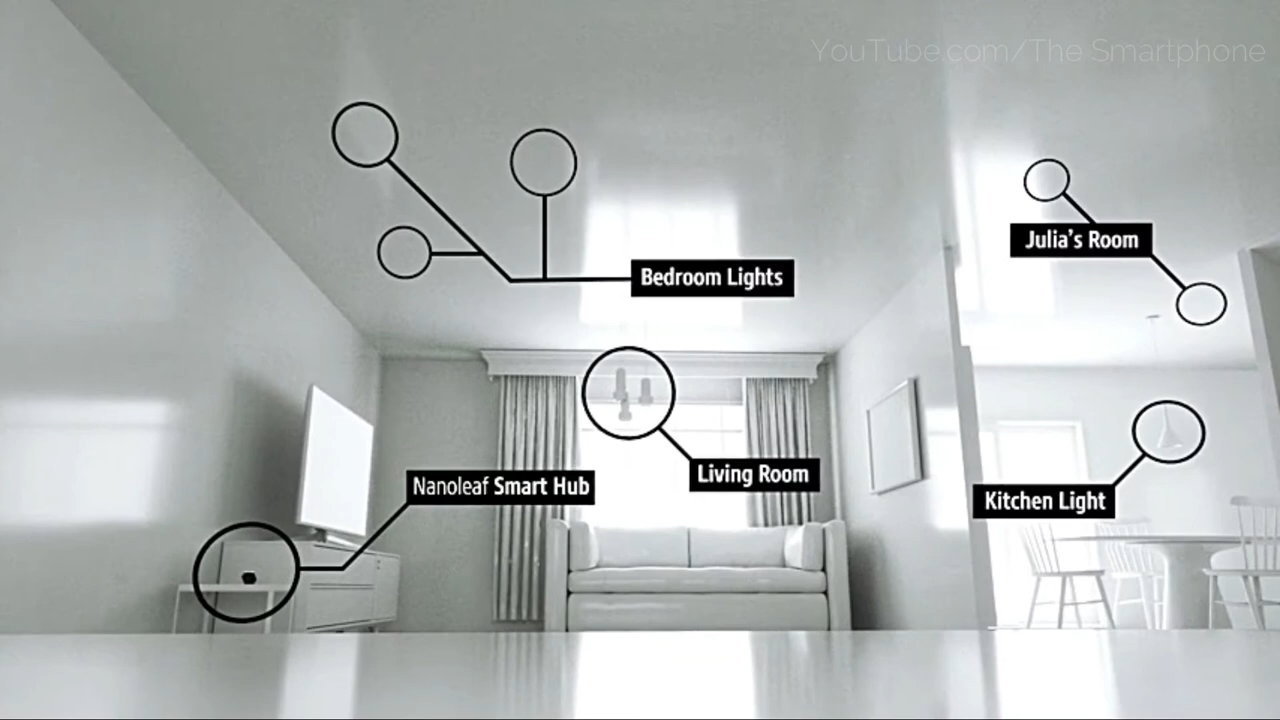 YouTube.com/The Smartphone
Julia's Room
Bedroom Lights
Living Room
Nanoleaf Smart Hub
Kitchen Light